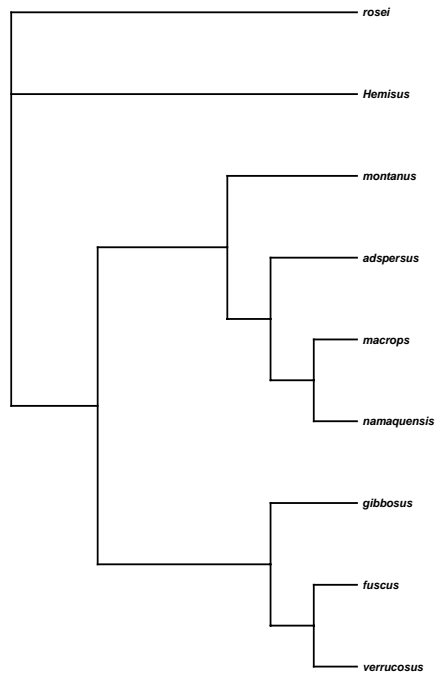 rosei
Hemisus
montanus
adspersus
macrops
namaquensis
gibbosus
fuscus
verrucosus